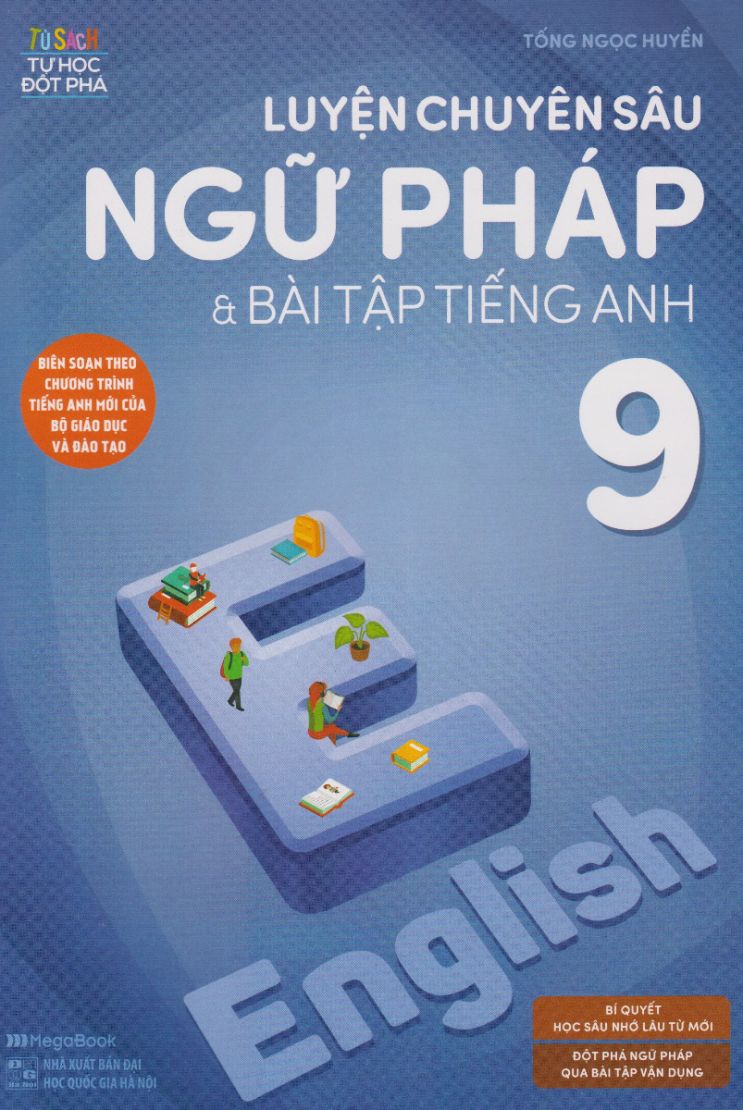 TỦ SÁCH
TỰ HỌC
ĐỘT PHÁ
TỐNG NGỌC HUYỀN
LUYỆN CHUYÊN SÂU
NGỮ PHÁP
& BÀI TẬP TIẾNG ANH
9
BIÊN SOẠN THEO
CHƯƠNG TRÌNH
TIẾNG ANH MỚI CỦA
BỘ GIÁO DỤC
VÀ ĐÀO TẠO
English
BÍ QUYẾT
HỌC SÂU NHỚ LÂU TỪ MỚI
ĐỘT PHÁ NGỮ PHÁP
QUA BÀI TẬP VẬN DỤNG
MegaBook
NHÀ XUẤT BẢN ĐẠI
HỌC QUỐC GIA HÀ NỘI